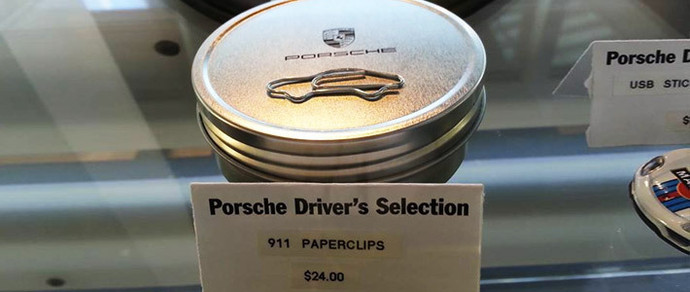 PORSCHE
Porsche Driver's Selection
911 PAPERCLIPS
$24.00
Porsche D
USB STIC
$